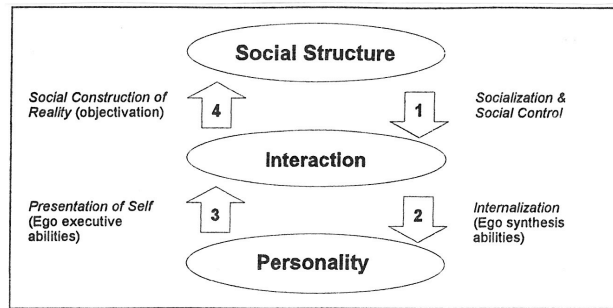 Social Structure
Social Construction of
Reality (objectivation)
4
1
Socialization &
Social Control
Interaction
Presentation of Self
(Ego executive
abilities)
3
2
Internalization
(Ego synthesis
abilities)
Personality